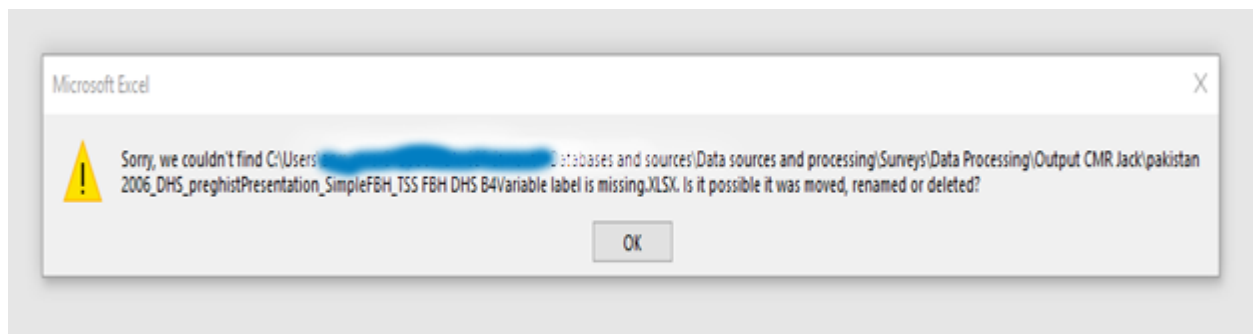 Microsoft Excel
Sorry, we couldn't find C:\Users atabases and sources\Data sources and processing\Surveys\Data Processing\Output CMR Jack\pakistan
2006_DHS_preghistPresentation_SimpleFBH_TSS FBH DHS B4Variable label is missing.XLSX. Is it possible it was moved, renamed or deleted?
OK